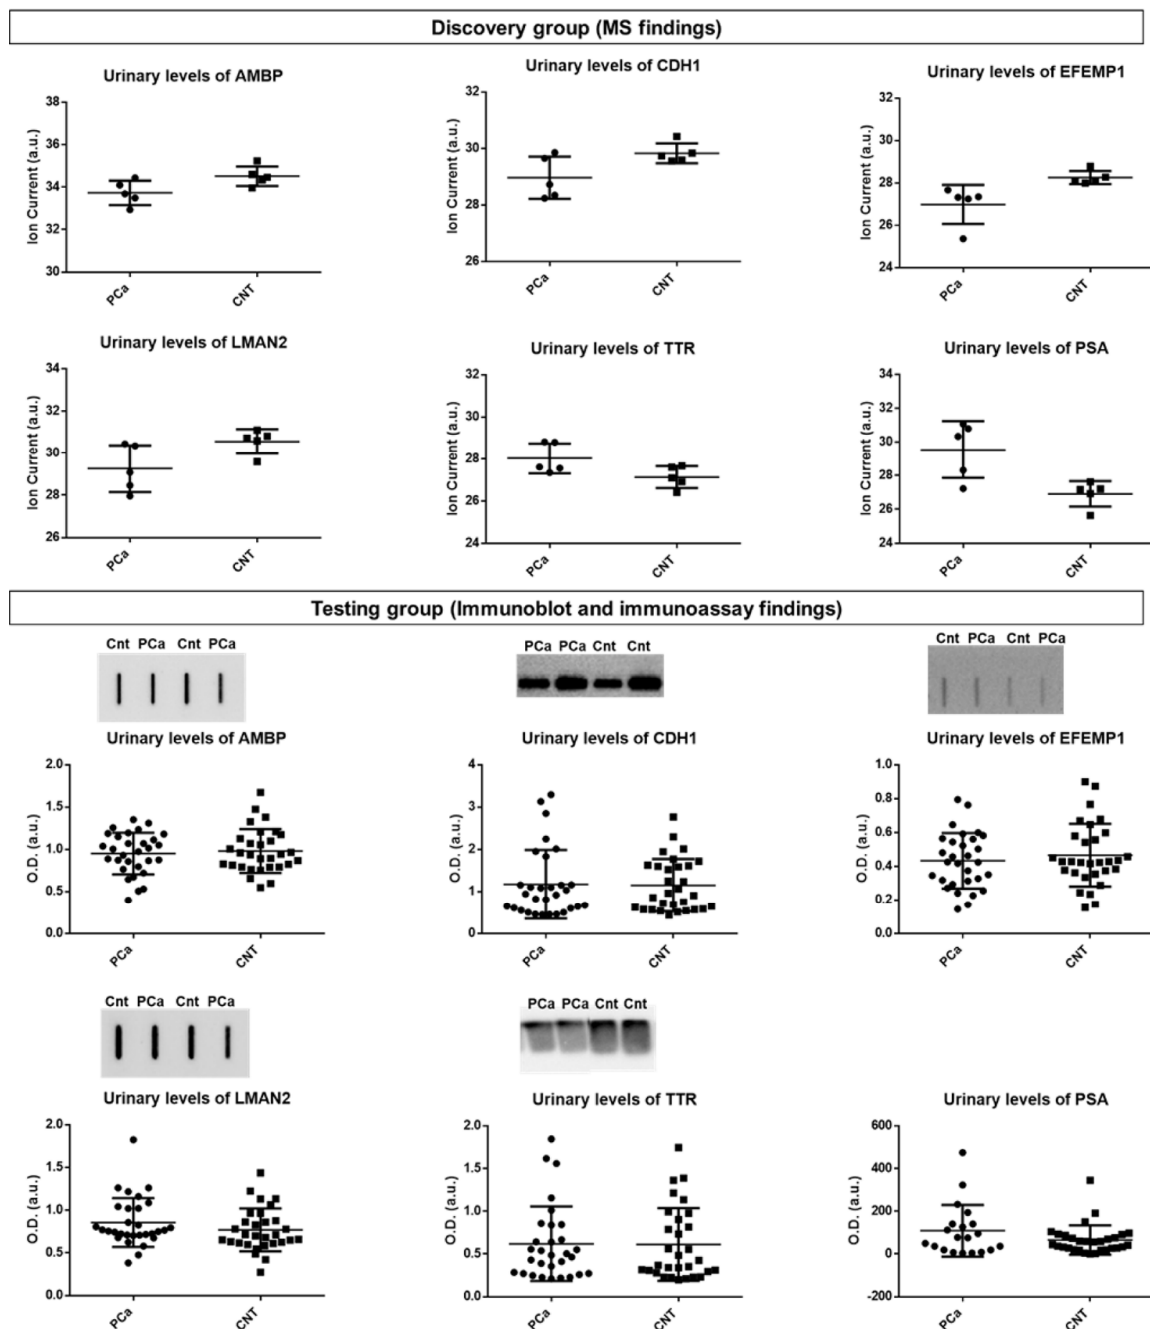 Discovery group (MS findings)
Urinary levels of AMBP
Ion Current (a.u.)
38
36
34
32
30
PCa
CNT
Urinary levels of CDH1
Ion Current (a.u.)
32
30
28
26
PCa
CNT
Urinary levels of EFEMP1
Ion Current (a.u.)
32
30
28
26
24
PCa
CNT
Urinary levels of LMAN2
Ion Current (a.u.)
34
32
30
28
26
PCa
CNT
Urinary levels of TTR
Ion Current (a.u.)
32
30
28
26
24
PCa
CNT
Urinary levels of PSA
Ion Current (a.u.)
34
32
30
28
26
24
PCa
CNT
Testing group (Immunoblot and immunoassay findings)
Cnt PCa Cnt PCa
Urinary levels of AMBP
O.D. (a.u.)
2.0
1.5
1.0
0.5
0.0
PCa
CNT
PCa PCa Cnt Cnt
Urinary levels of CDH1
O.D. (a.u.)
4
3
2
1
0
PCa
CNT
Cnt PCa Cnt PCa
Urinary levels of EFEMP1
O.D. (a.u.)
1.0
0.8
0.6
0.4
0.2
0.0
PCa
CNT
Cnt PCa Cnt PCa
Urinary levels of LMAN2
O.D. (a.u.)
2.0
1.5
1.0
0.5
0.0
PCa
CNT
PCa PCa Cnt Cnt
Urinary levels of TTR
O.D. (a.u.)
2.0
1.5
1.0
0.5
0.0
PCa
CNT
Urinary levels of PSA
O.D. (a.u.)
600
400
200
0
-200
PCa
CNT